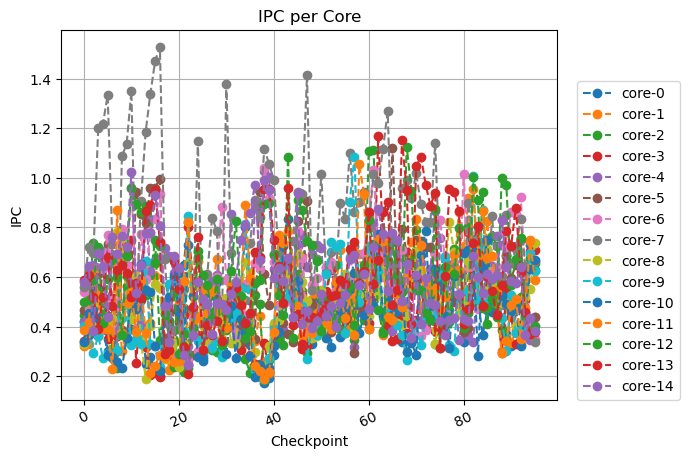 IPC per Core
IPC
1.4
1.2
1.0
0.8
0.6
0.4
0.2
0
20
40
60
80
Checkpoint
core-0
core-1
core-2
core-3
core-4
core-5
core-6
core-7
core-8
core-9
core-10
core-11
core-12
core-13
core-14